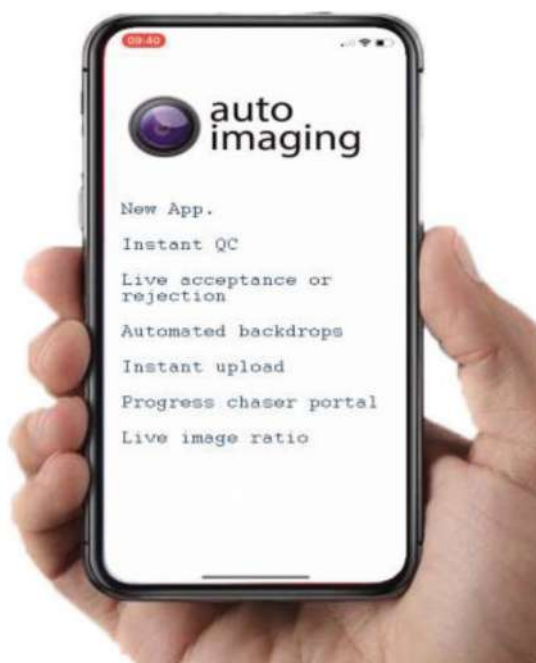 09:40
auto
imaging
New App.
Instant QC
Live acceptance or
rejection
Automated backdrops
Instant upload
Progress chaser portal
Live image ratio